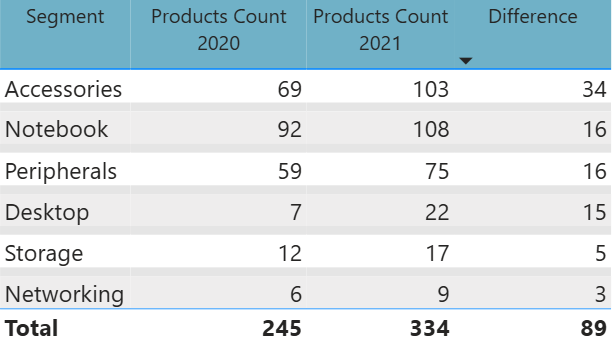 Segment Products Count 2020 Products Count 2021 Difference
Accessories 69 103 34
Notebook 92 108 16
Peripherals 59 75 16
Desktop 7 22 15
Storage 12 17 5
Networking 6 9 3
Total 245 334 89